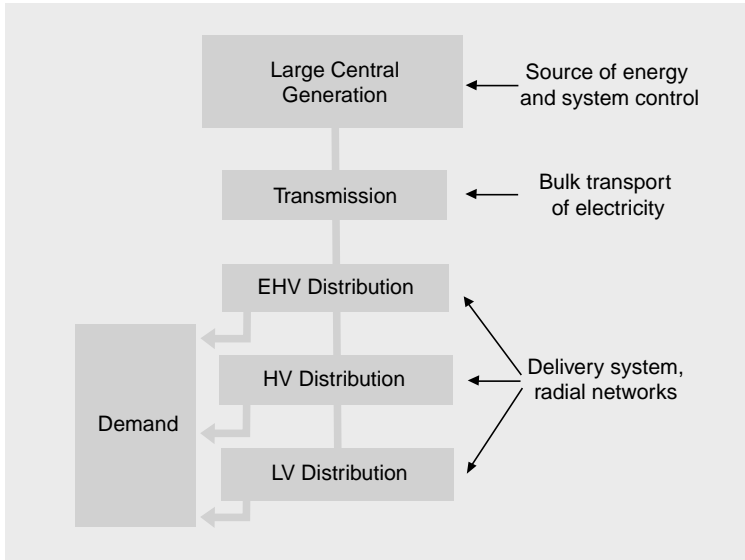 Large Central
Generation
Source of energy
and system control
Transmission
Bulk transport
of electricity
EHV Distribution
HV Distribution
Delivery system,
radial networks
Demand
LV Distribution